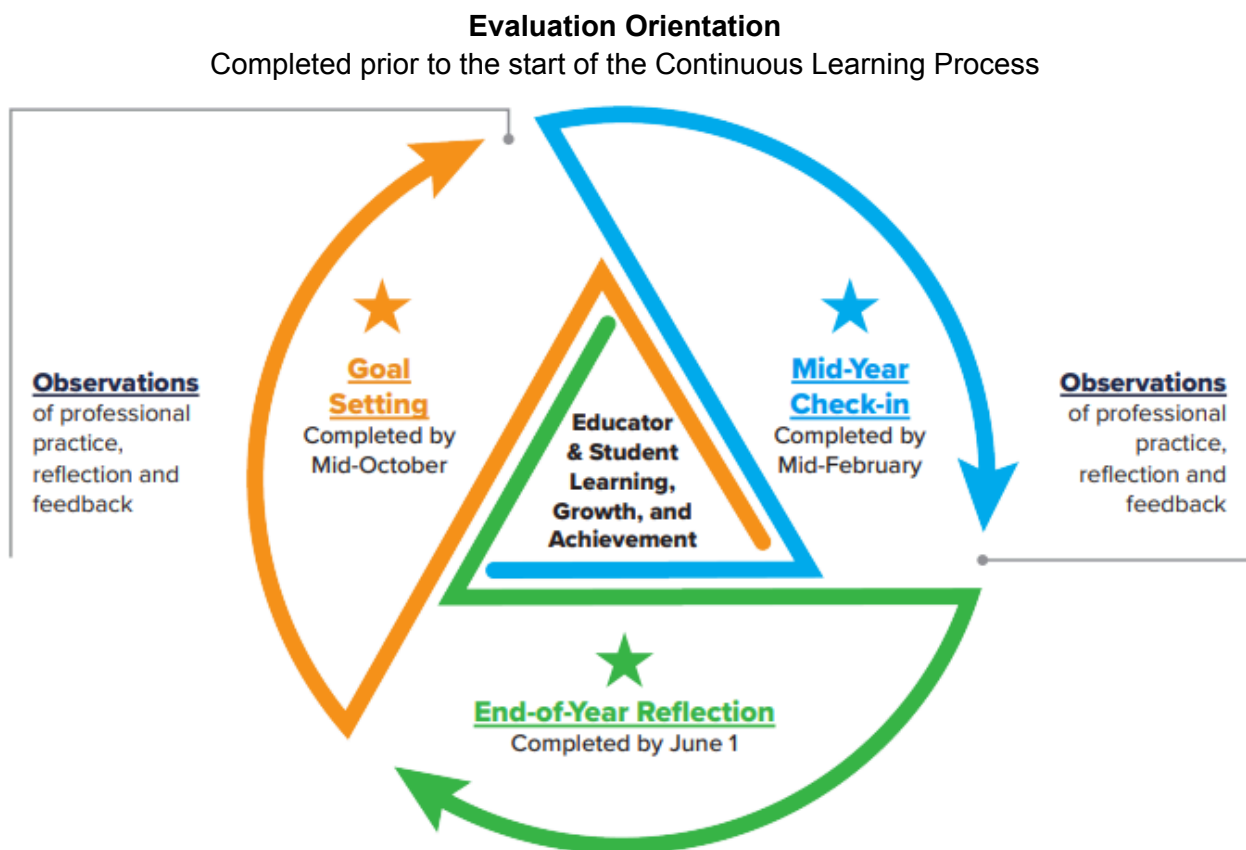 Evaluation Orientation
Completed prior to the start of the Continuous Learning Process
Observations
of professional
practice,
reflection and
feedback
Goal
Setting
Completed by
Mid-October
Educator
& Student
Learning,
Growth, and
Achievement
Mid-Year
Check-in
Completed by
Mid-February
Observations
of professional
practice,
reflection and
feedback
End-of-Year Reflection
Completed by June 1